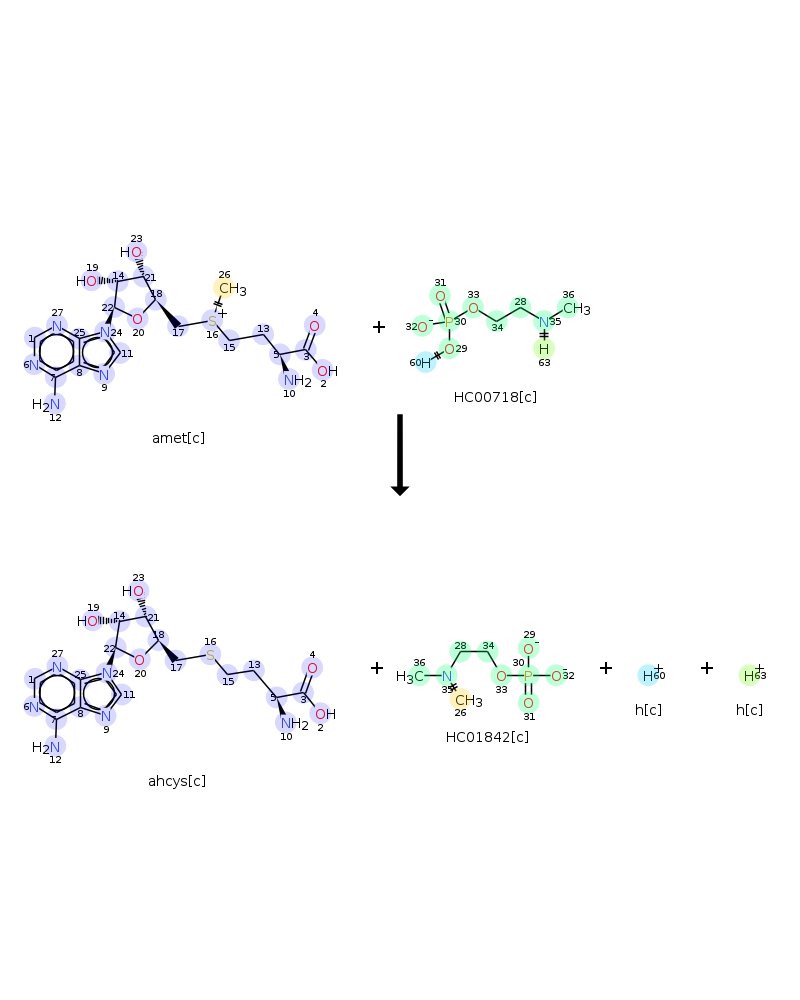 23
HO
19
HO
14
21
26
CH3
18
27
22
N
25
N
24
O
20
17
S
+
16
13
15
4
O
1
N
6
7
8
N
9
11
5
3
OH
2
NH2
10
H2N
12
amet[c]
+
31
O
33
O
28
36
CH3
32
O
-
P
30
34
N
35
O
29
60
H
H
63
HC00718[c]
23
HO
19
HO
14
21
16
S
18
27
22
N
25
N
24
O
20
17
13
15
4
O
1
N
6
7
8
N
9
11
5
3
OH
2
NH2
10
H2N
12
ahcys[c]
+
36
H3C
28
34
29
O
-
N
35
30
P
O
33
O
-
32
CH3
26
O
31
HC01842[c]
+
H
+
60
h[c]
+
H
+
63
h[c]